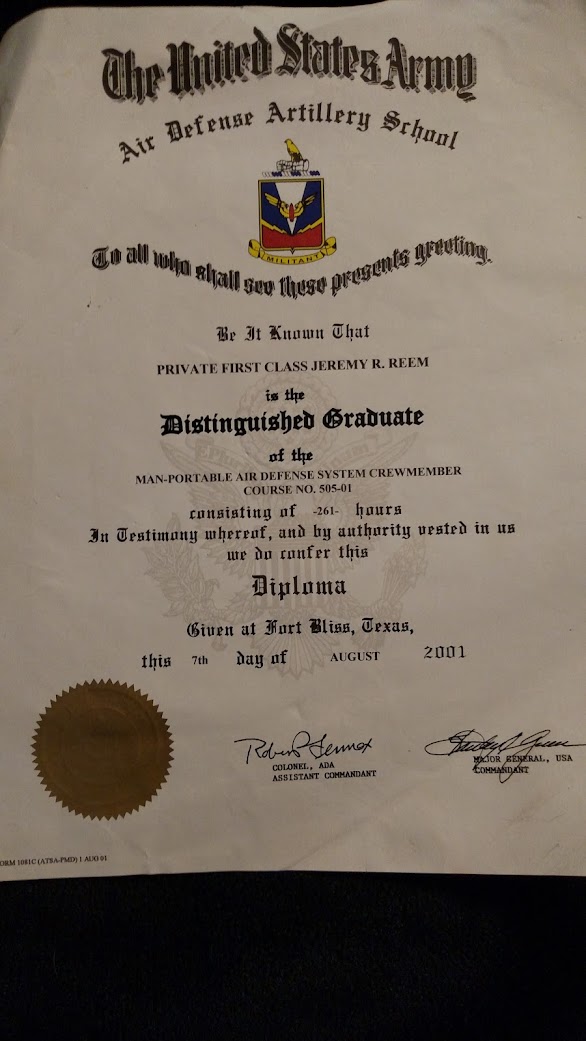 The United States Army
Air Defense Artillery School
MILITANT
To all who shall see these presents greeting.
Be It Known That
PRIVATE FIRST CLASS JEREMY R. REEM
is the
Distinguished Graduate
of the
MAN-PORTABLE AIR DEFENSE SYSTEM CREWMEMBER
COURSE NO. 505-01
consisting of -261- hours
In Testimony whereof, and by authority vested in us
we do confer this
Diploma
Given at Fort Bliss, Texas,
this 7th day of AUGUST 2001
Robert Lennox
COLONEL, ADA
ASSISTANT COMMANDANT
Stanley E Green
MAJOR GENERAL, USA
COMMANDANT
ORM 1081C (ATSA-PMD) 1 AUG 01